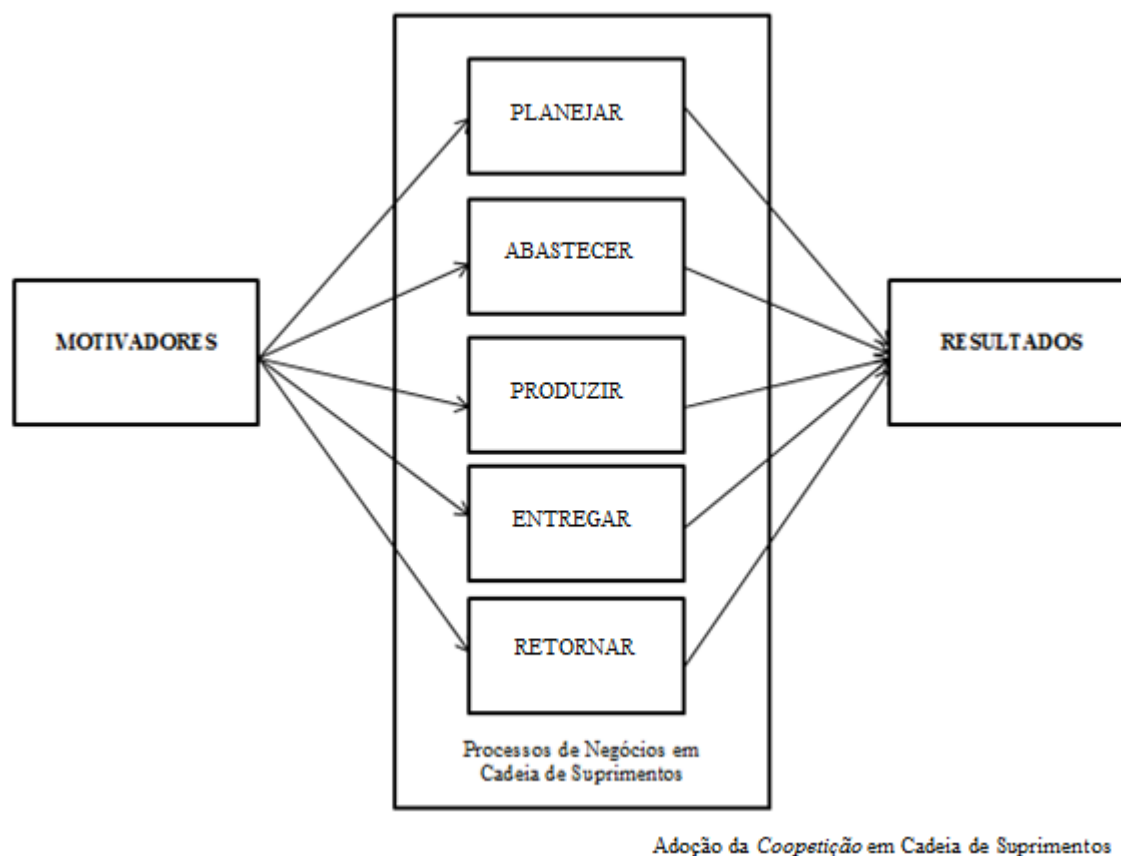 PLANEJAR
ABASTECER
MOTIVADORES
RESULTADOS
PRODUZIR
ENTREGAR
RETORNAR
Processos de Negócios em
Cadeia de Suprimentos
Adoção da Coopetição em Cadeia de Suprimentos